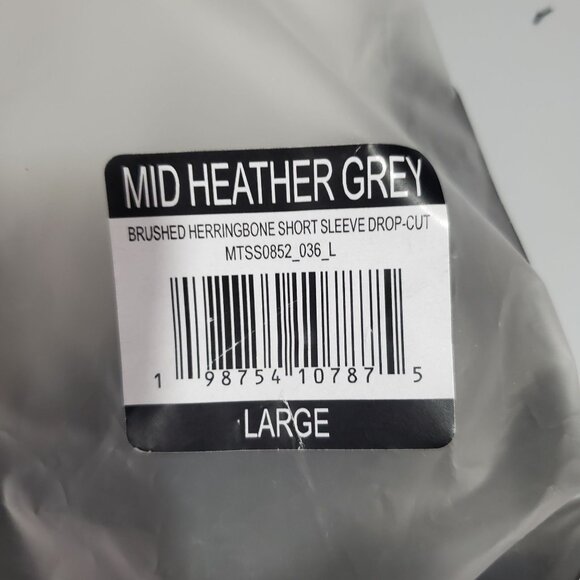 MID HEATHER GREY
BRUSHED HERRINGBONE SHORT SLEEVE DROP-CUT
MTSS0852_036_L
1 98754 10787 5
LARGE